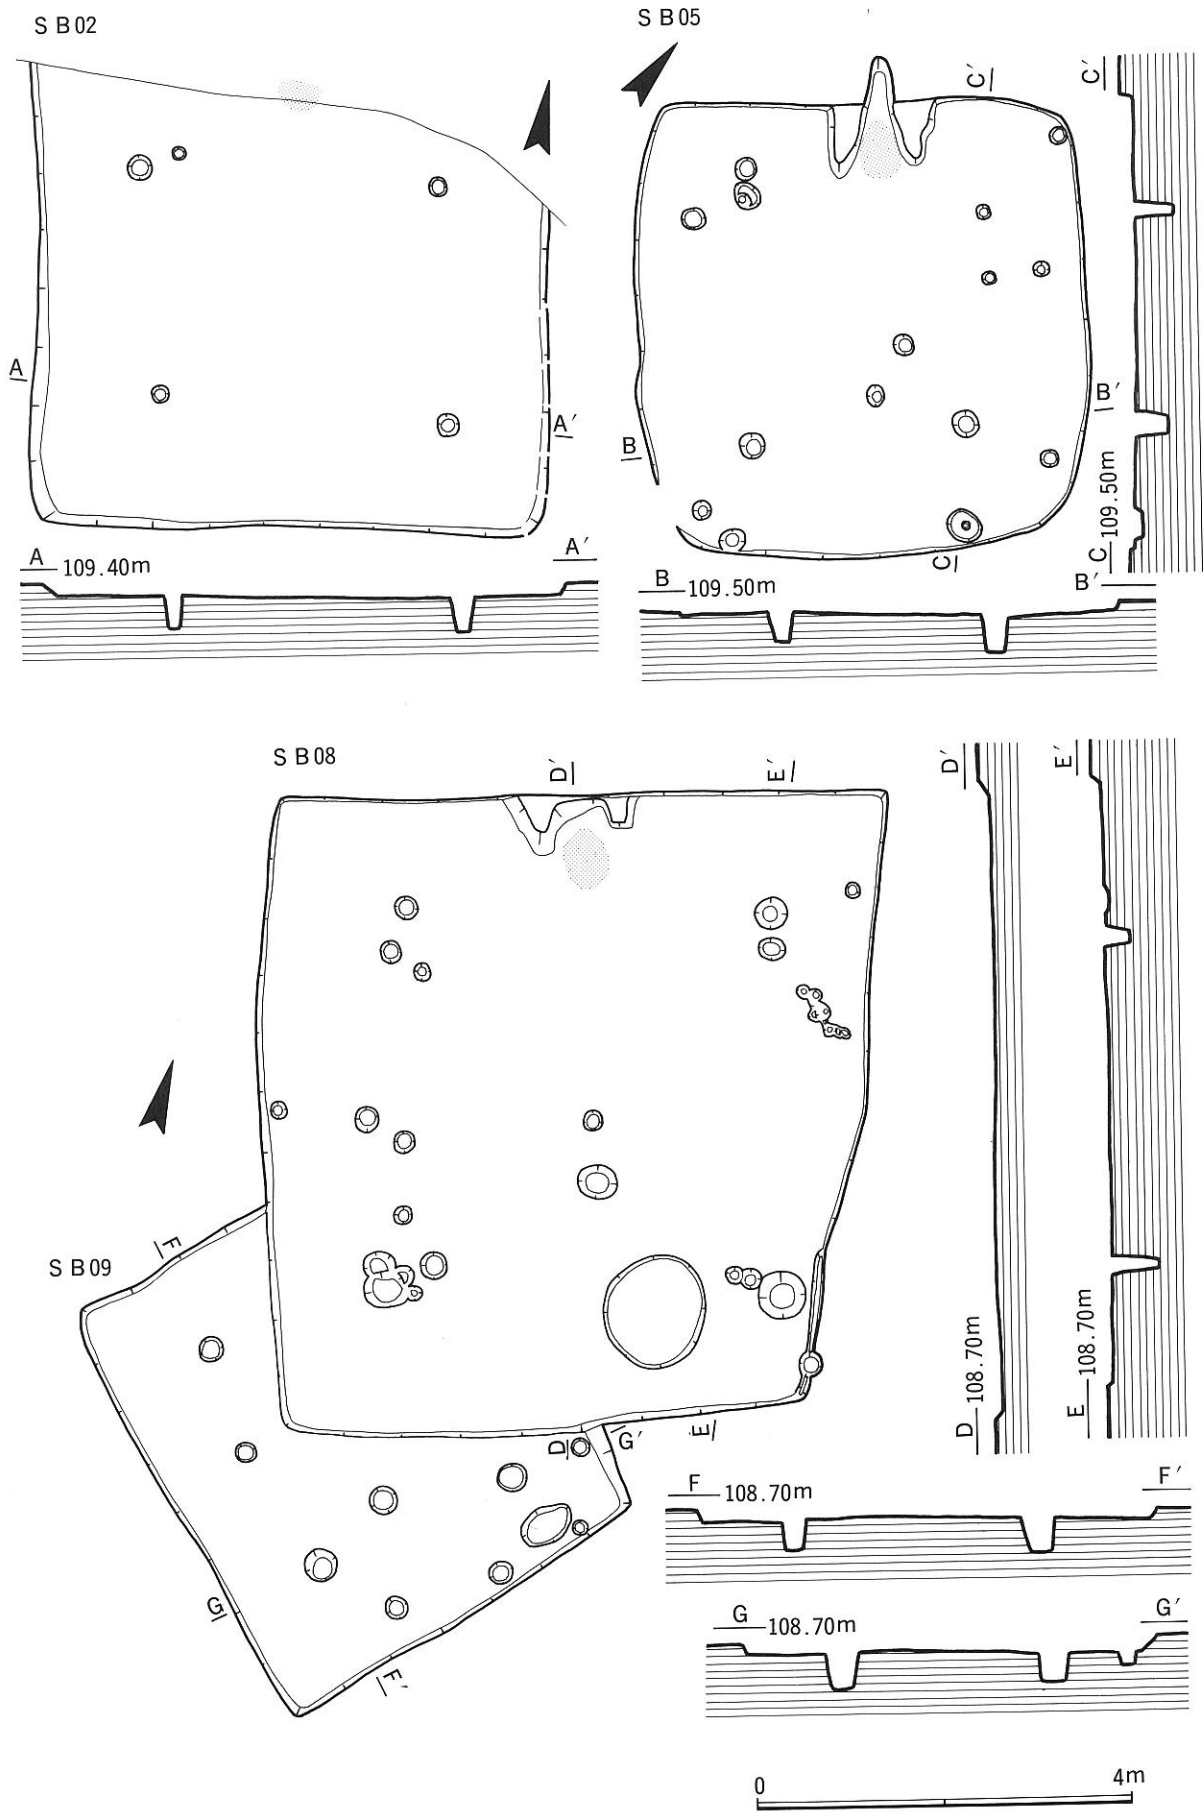 S B 02
S B 05
A
A′
B
B′
C′
C
C′
C 109.50m
A 109.40m A′
B 109.50m B′
S B 08
D′
E′
D′
D 108.70m
E′
E 108.70m
S B 09
F
D
G′
E
G
F′
F 108.70m F′
G 108.70m G′
0 4m